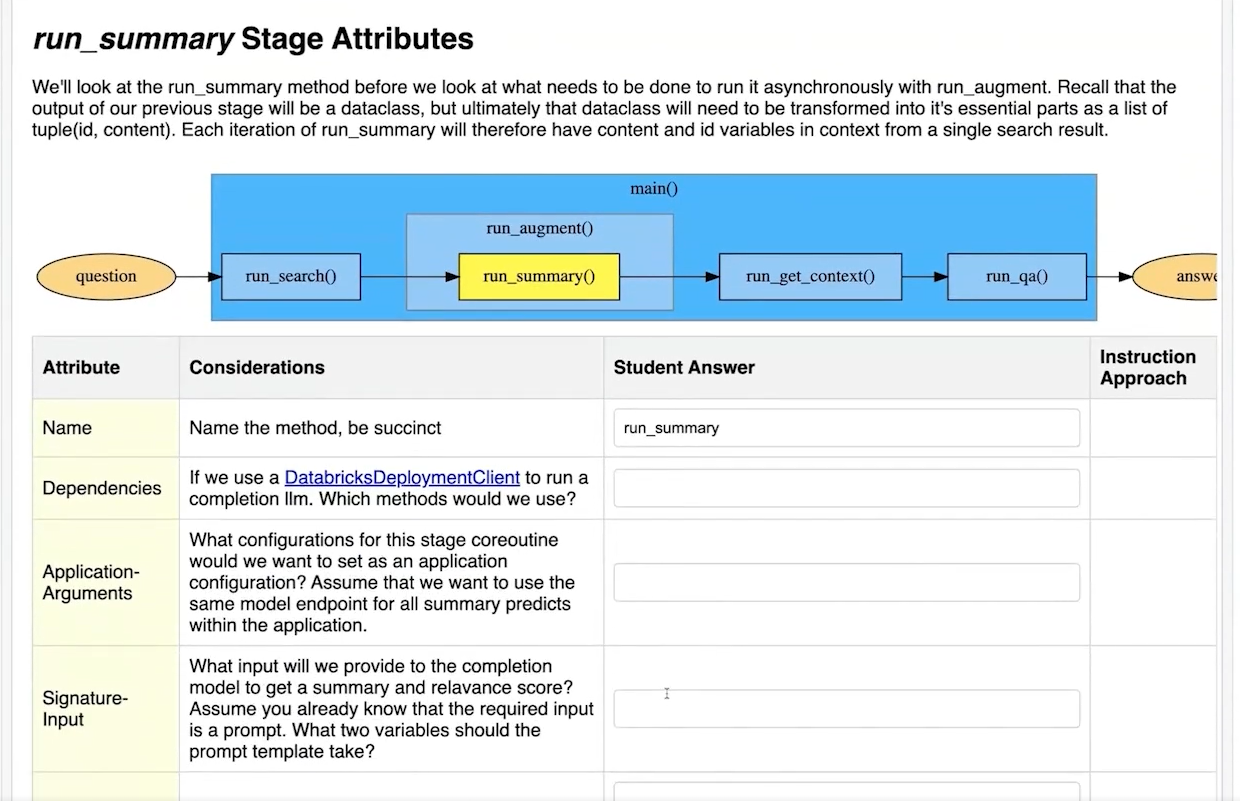 run_summary Stage Attributes
We'll look at the run_summary method before we look at what needs to be done to run it asynchronously with run_augment. Recall that the
output of our previous stage will be a dataclass, but ultimately that dataclass will need to be transformed into it's essential parts as a list of
tuple(id, content). Each iteration of run_summary will therefore have content and id variables in context from a single search result.
main()
run_augment()
question
run_search()
run_summary()
run_get_context()
run_qa()
answe
Attribute
Considerations
Student Answer
Instruction
Approach
Name
Name the method, be succinct
run_summary
Dependencies
If we use a DatabricksDeploymentClient to run a
completion llm. Which methods would we use?
Application-
Arguments
What configurations for this stage coreoutine
would we want to set as an application
configuration? Assume that we want to use the
same model endpoint for all summary predicts
within the application.
Signature-
Input
What input will we provide to the completion
model to get a summary and relavance score?
Assume you already know that the required input
is a prompt. What two variables should the
prompt template take?